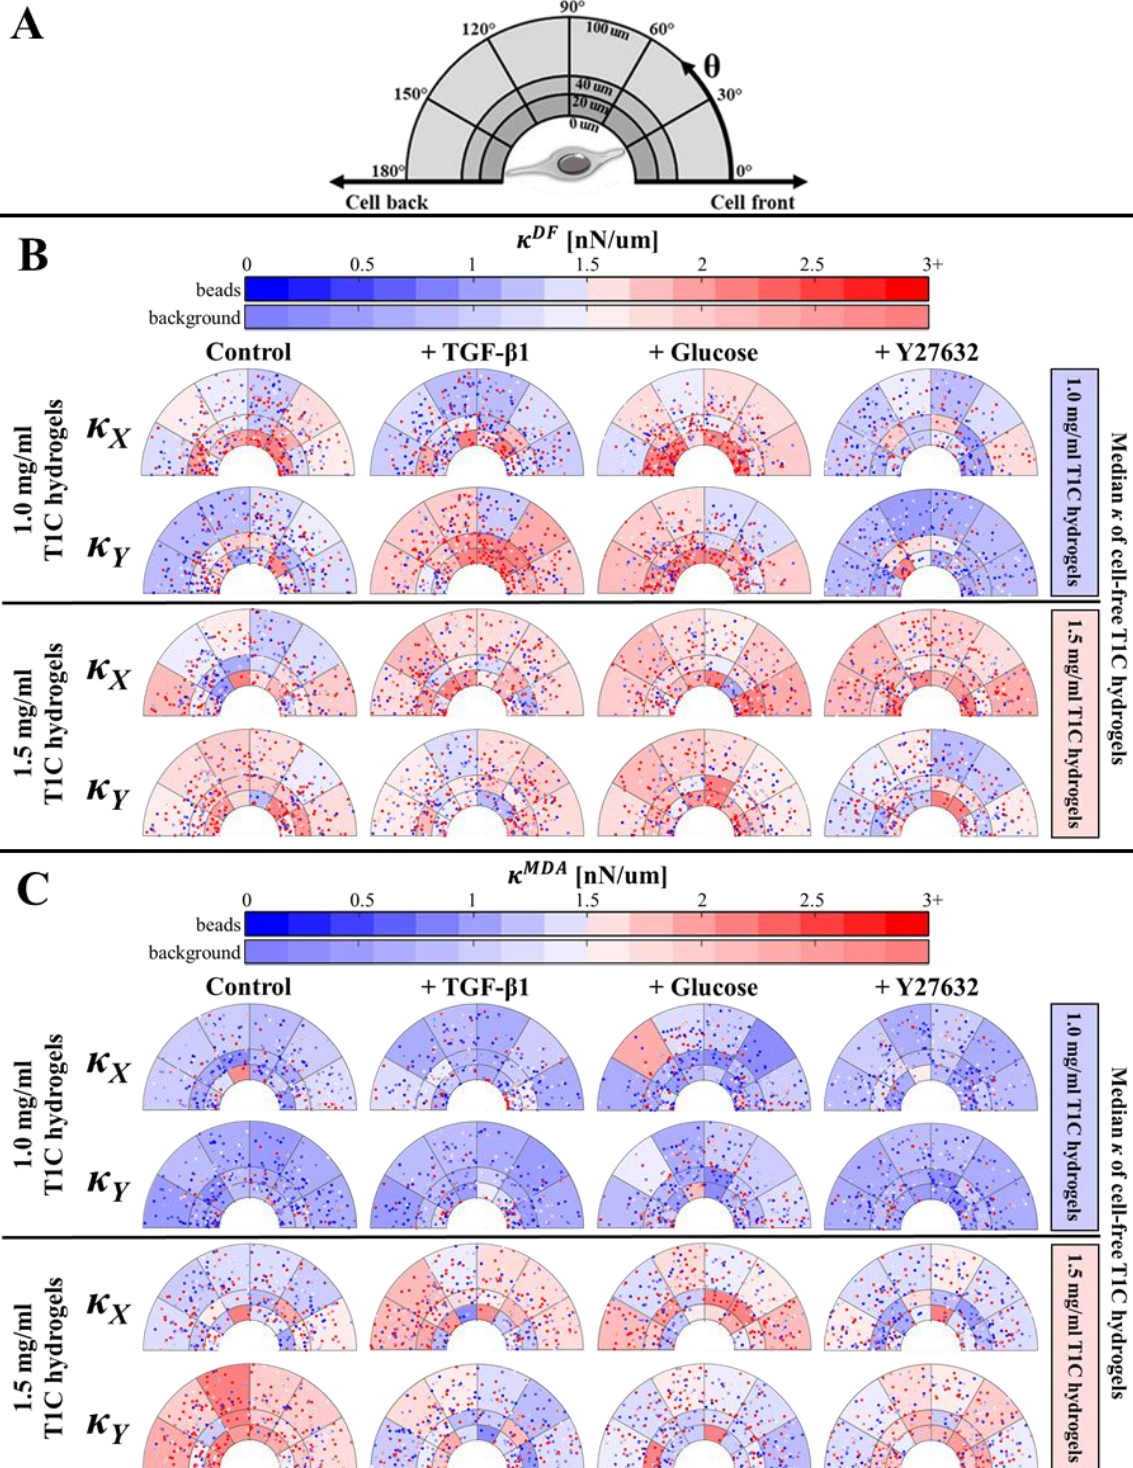 A
90°
120°
60°
100 um
θ
150°
30°
40 um
20 um
0 um
180°
0°
Cell back
Cell front
B
κ^DF [nN/um]
0 0.5 1 1.5 2 2.5 3+
beads
background
Control + TGF-β1 + Glucose + Y27632
1.0 mg/ml
T1C hydrogels
κX
κY
1.0 mg/ml T1C hydrogels
1.5 mg/ml
T1C hydrogels
κX
κY
1.5 mg/ml T1C hydrogels
Median κ of cell-free T1C hydrogels
C
κ^MDA [nN/um]
0 0.5 1 1.5 2 2.5 3+
beads
background
Control + TGF-β1 + Glucose + Y27632
1.0 mg/ml
T1C hydrogels
κX
κY
1.0 mg/ml T1C hydrogels
1.5 mg/ml
T1C hydrogels
κX
κY
1.5 mg/ml T1C hydrogels
Median κ of cell-free T1C hydrogels